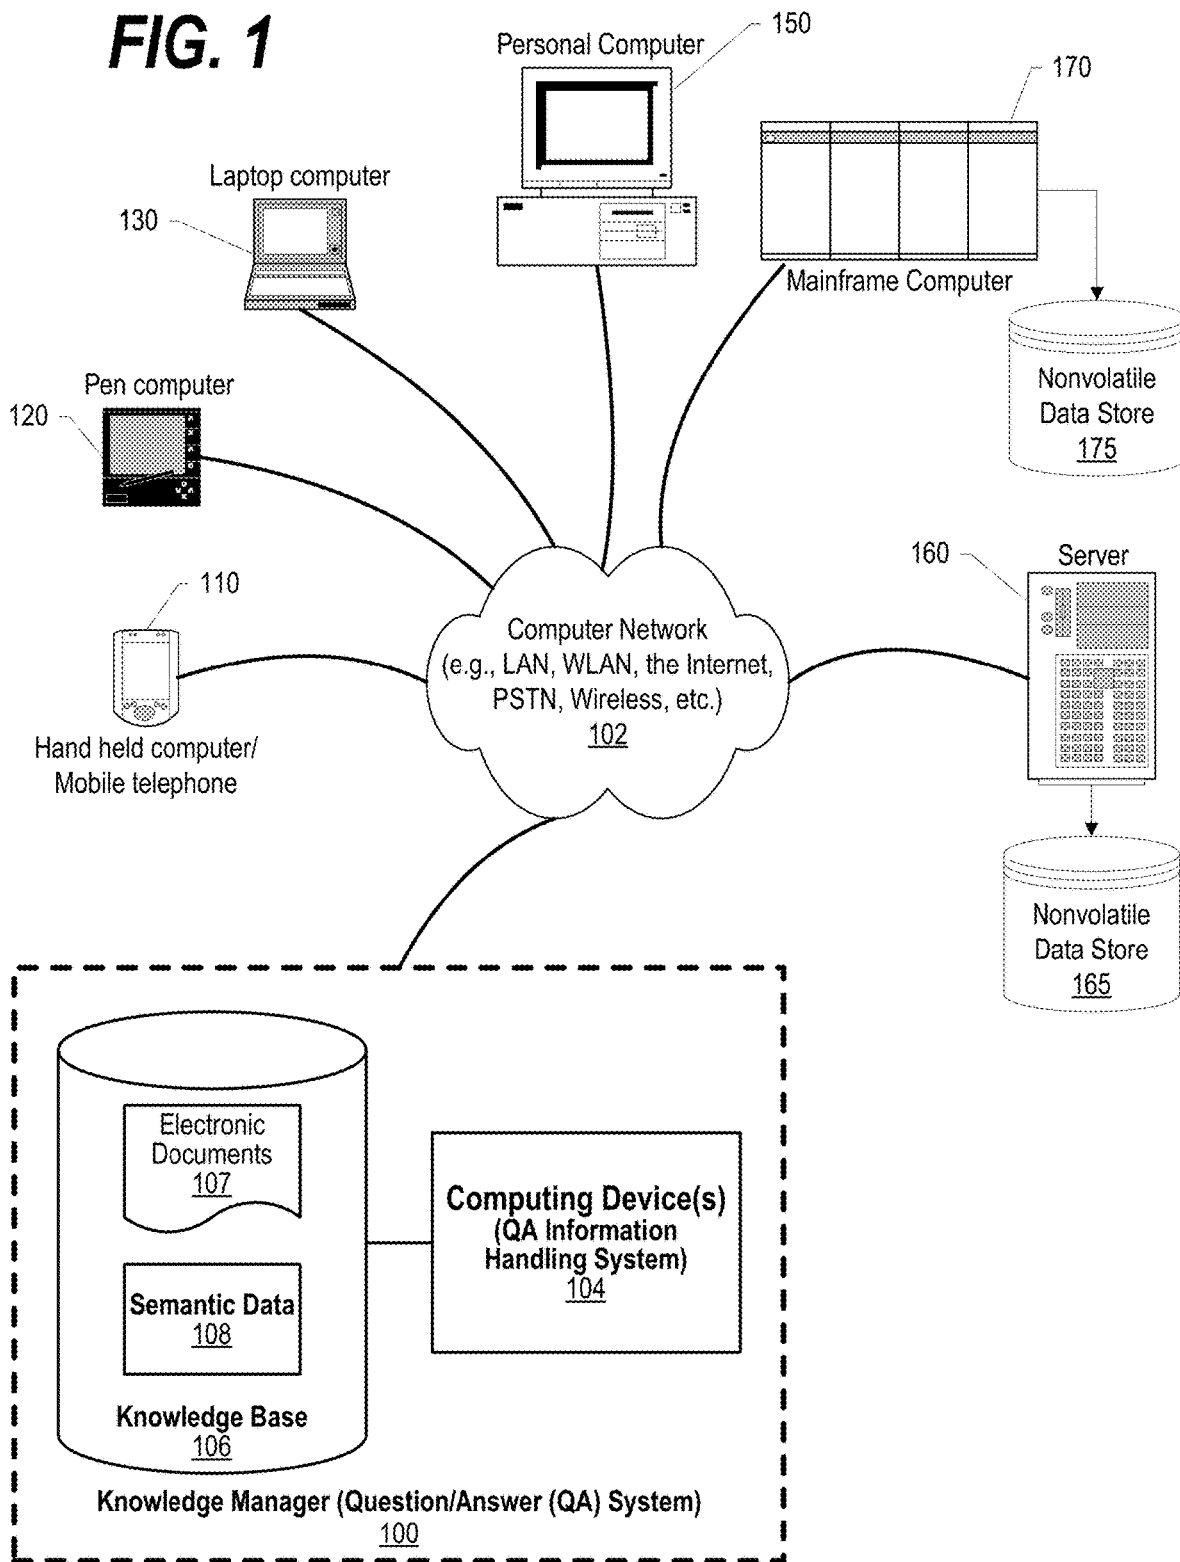 FIG. 1
Personal Computer
150
170
Laptop computer
130
Mainframe Computer
Nonvolatile
Data Store
175
Pen computer
120
160
Server
110
Computer Network
(e.g., LAN, WLAN, the Internet,
PSTN, Wireless, etc.)
102
Hand held computer/
Mobile telephone
Nonvolatile
Data Store
165
Electronic
Documents
107
Computing Device(s)
(QA Information
Handling System)
104
Semantic Data
108
Knowledge Base
106
Knowledge Manager (Question/Answer (QA) System)
100